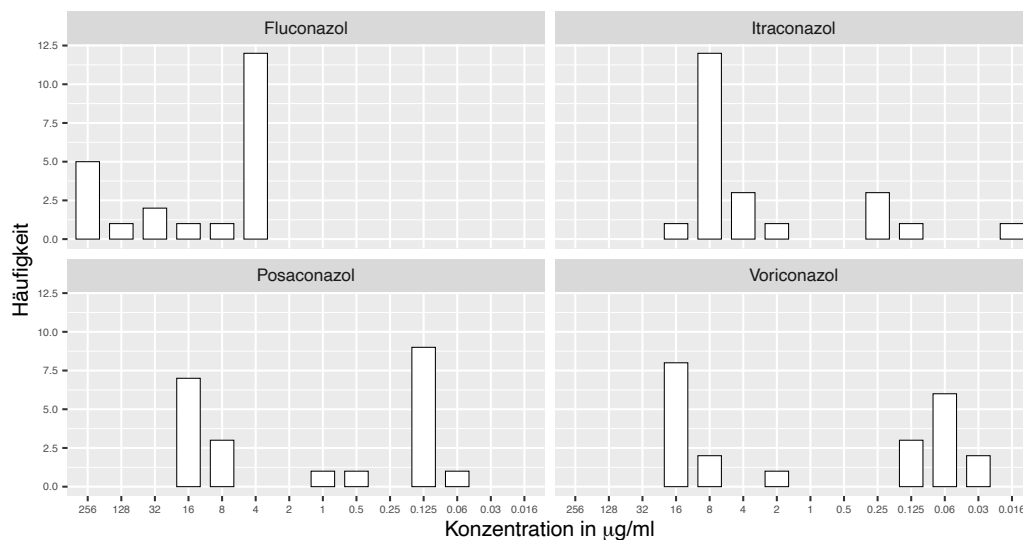 Fluconazol
Itraconazol
12.5
10.0
7.5
5.0
2.5
0.0
Posaconazol
Voriconazol
12.5
10.0
7.5
5.0
2.5
0.0
256 128 32 16 8 4 2 1 0.5 0.25 0.125 0.06 0.03 0.016
256 128 32 16 8 4 2 1 0.5 0.25 0.125 0.06 0.03 0.016
Häufigkeit
Konzentration in µg/ml